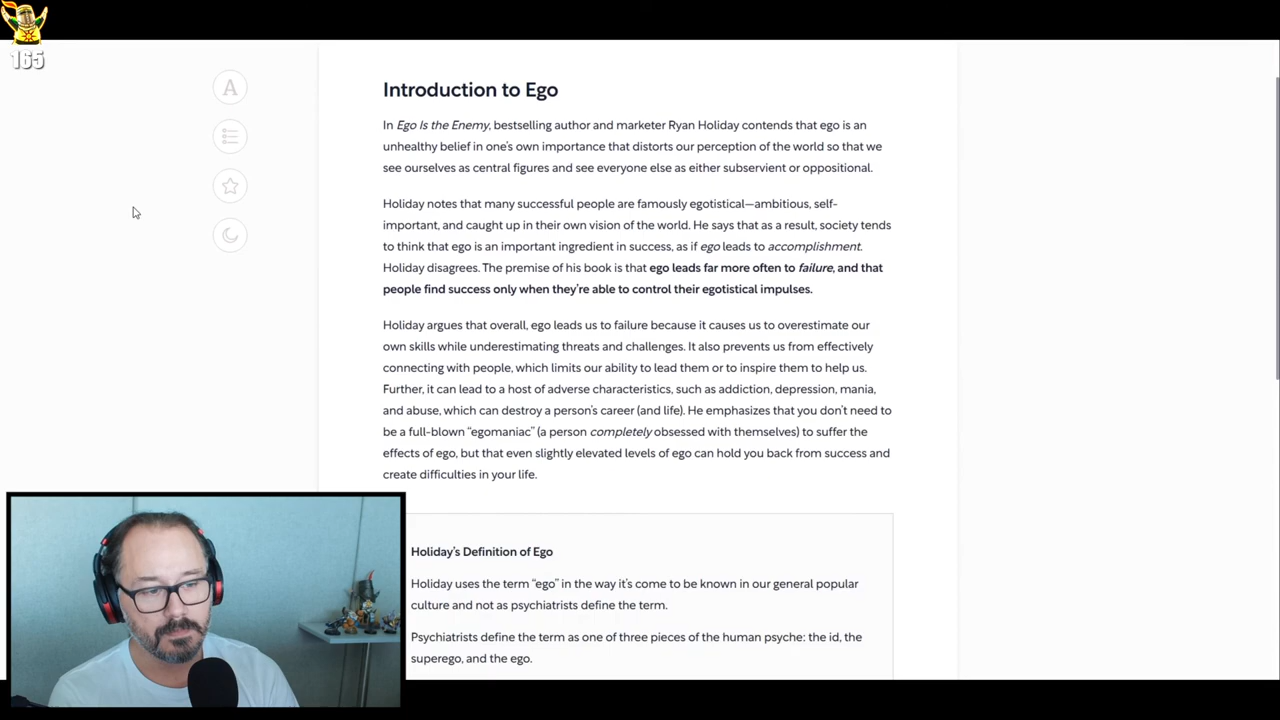 165
A
Introduction to Ego
In Ego Is the Enemy, bestselling author and marketer Ryan Holiday contends that ego is an
unhealthy belief in one's own importance that distorts our perception of the world so that we
see ourselves as central figures and see everyone else as either subservient or oppositional.
Holiday notes that many successful people are famously egotistical—ambitious, self-
important, and caught up in their own vision of the world. He says that as a result, society tends
to think that ego is an important ingredient in success, as if ego leads to accomplishment.
Holiday disagrees. The premise of his book is that ego leads far more often to failure, and that
people find success only when they're able to control their egotistical impulses.
Holiday argues that overall, ego leads us to failure because it causes us to overestimate our
own skills while underestimating threats and challenges. It also prevents us from effectively
connecting with people, which limits our ability to lead them or to inspire them to help us.
Further, it can lead to a host of adverse characteristics, such as addiction, depression, mania,
and abuse, which can destroy a person's career (and life). He emphasizes that you don't need to
be a full-blown “egomaniac” (a person completely obsessed with themselves) to suffer the
effects of ego, but that even slightly elevated levels of ego can hold you back from success and
create difficulties in your life.
Holiday's Definition of Ego
Holiday uses the term “ego” in the way it's come to be known in our general popular
culture and not as psychiatrists define the term.
Psychiatrists define the term as one of three pieces of the human psyche: the id, the
superego, and the ego.